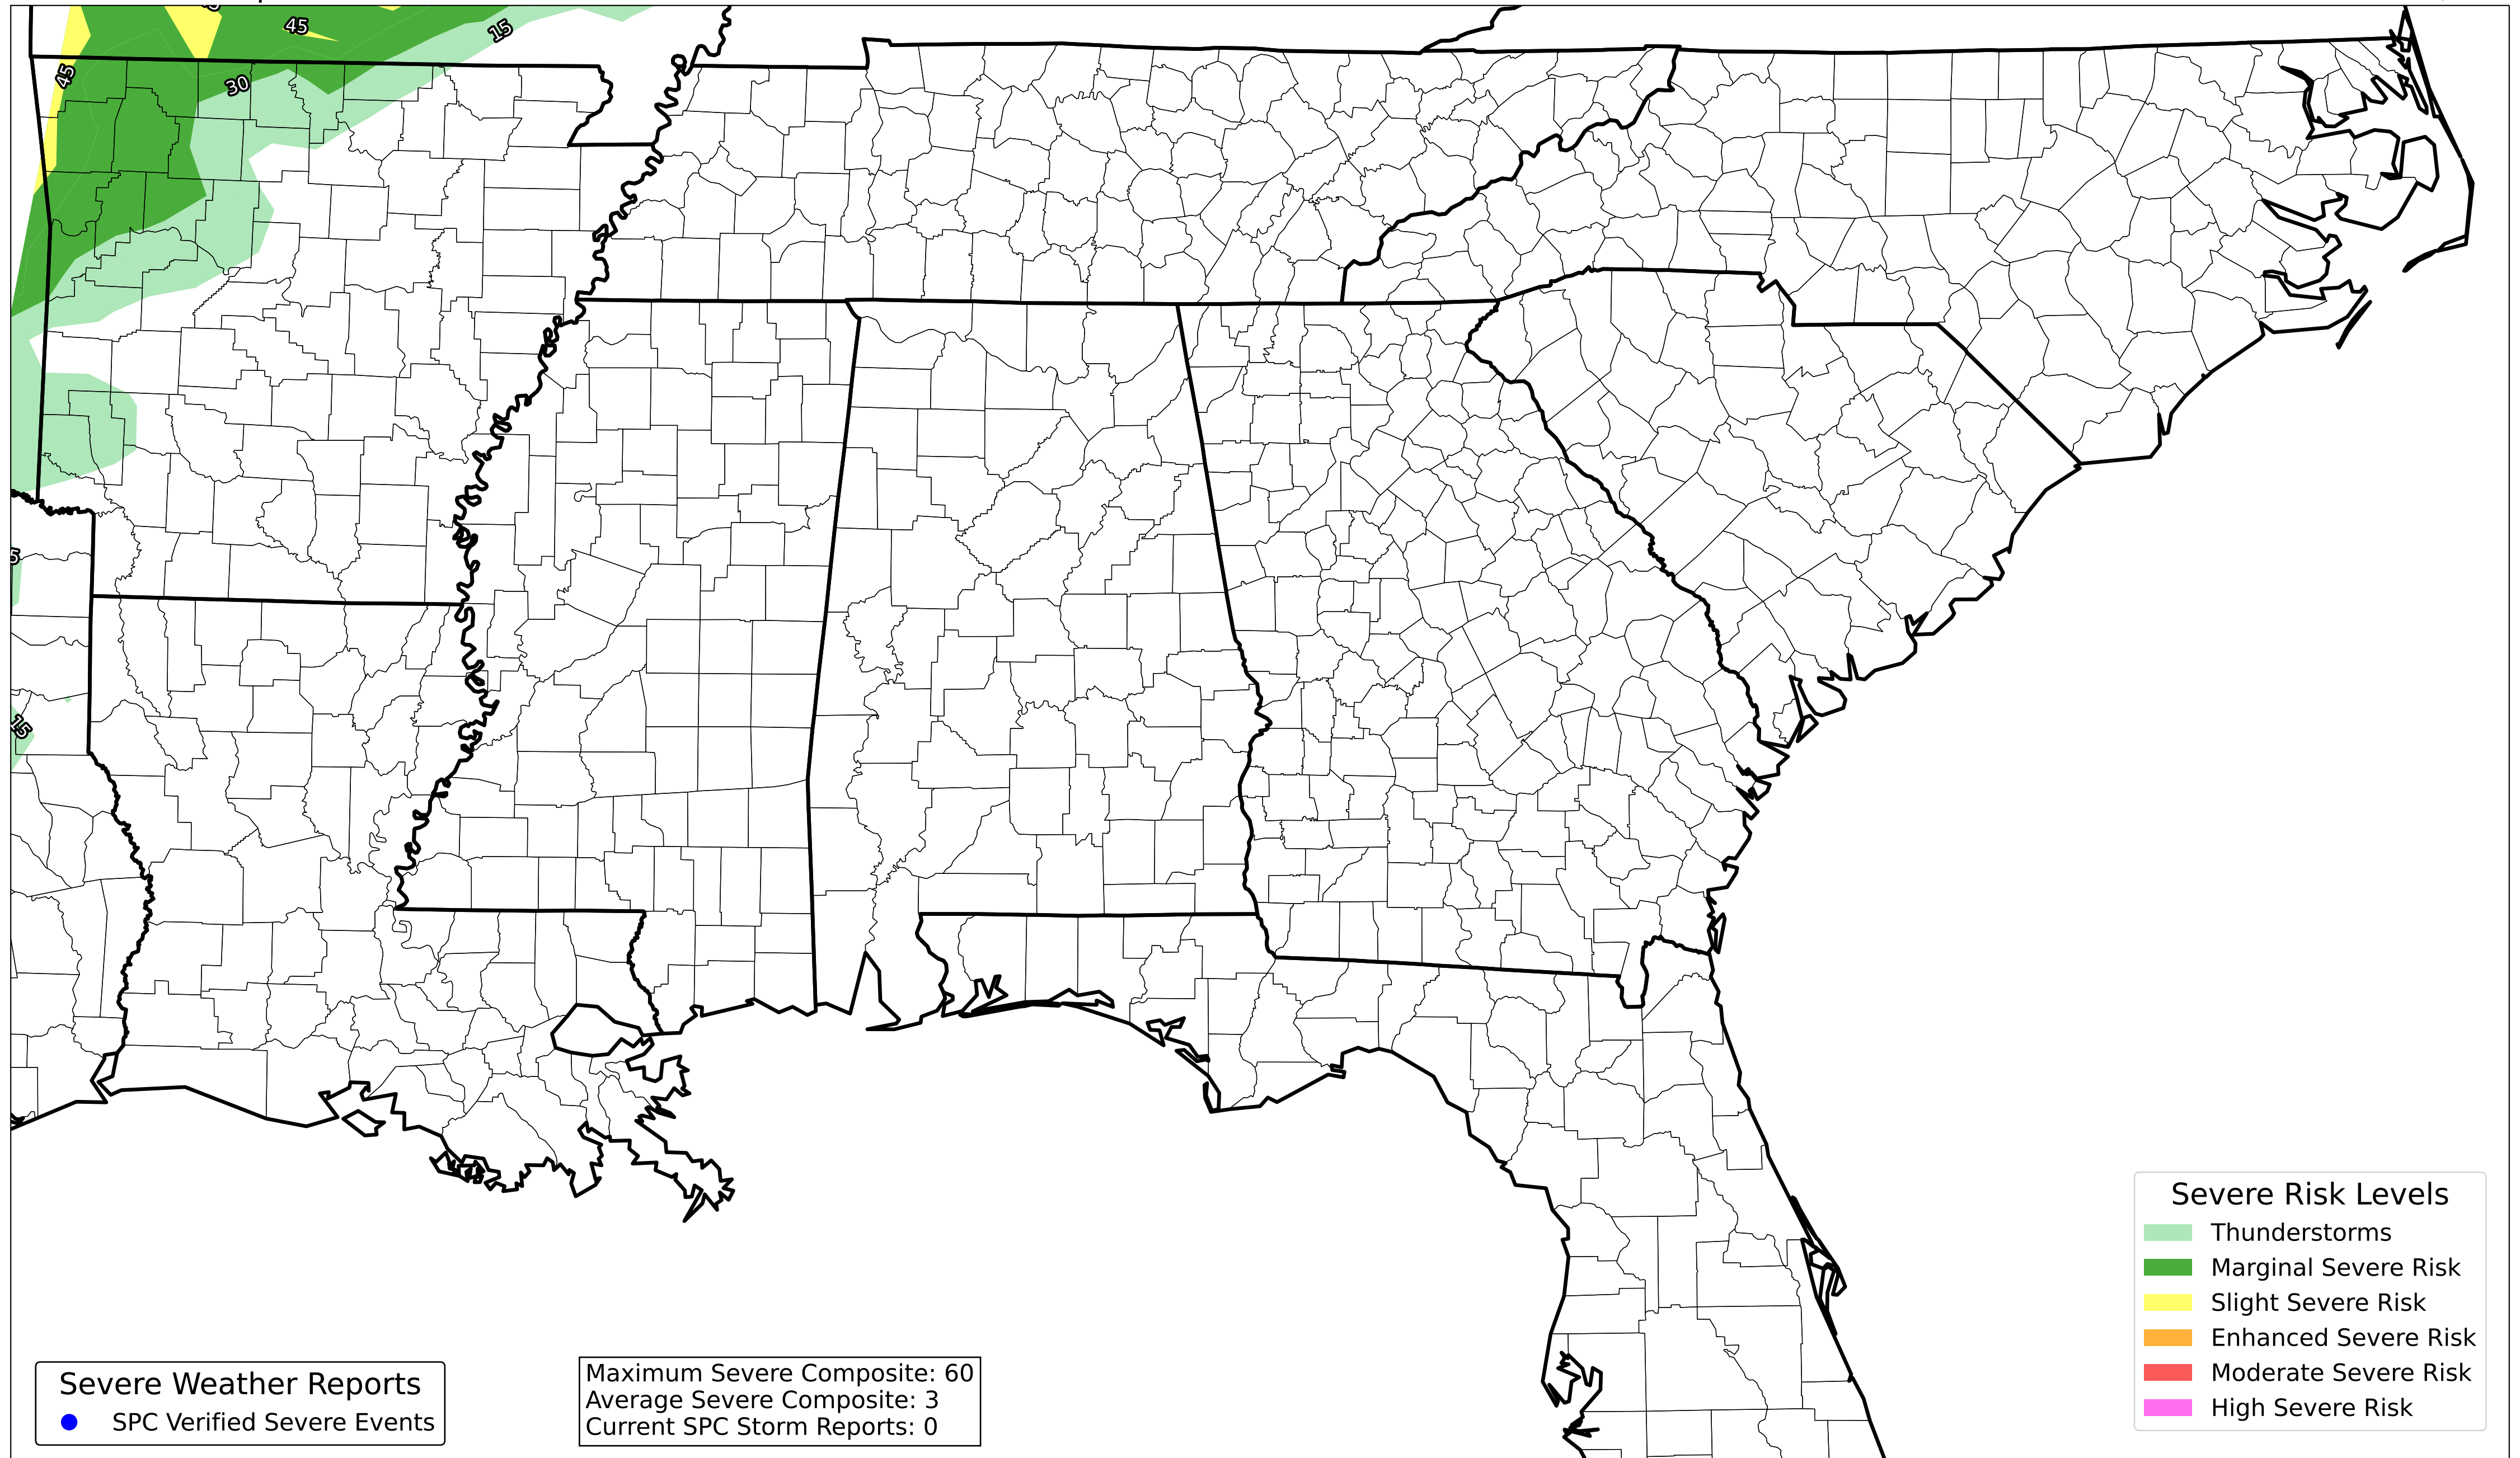 45
15
45
30
15
Severe Risk Levels
Thunderstorms
Marginal Severe Risk
Slight Severe Risk
Enhanced Severe Risk
Moderate Severe Risk
High Severe Risk
Maximum Severe Composite: 60
Average Severe Composite: 3
Current SPC Storm Reports: 0
Severe Weather Reports
SPC Verified Severe Events